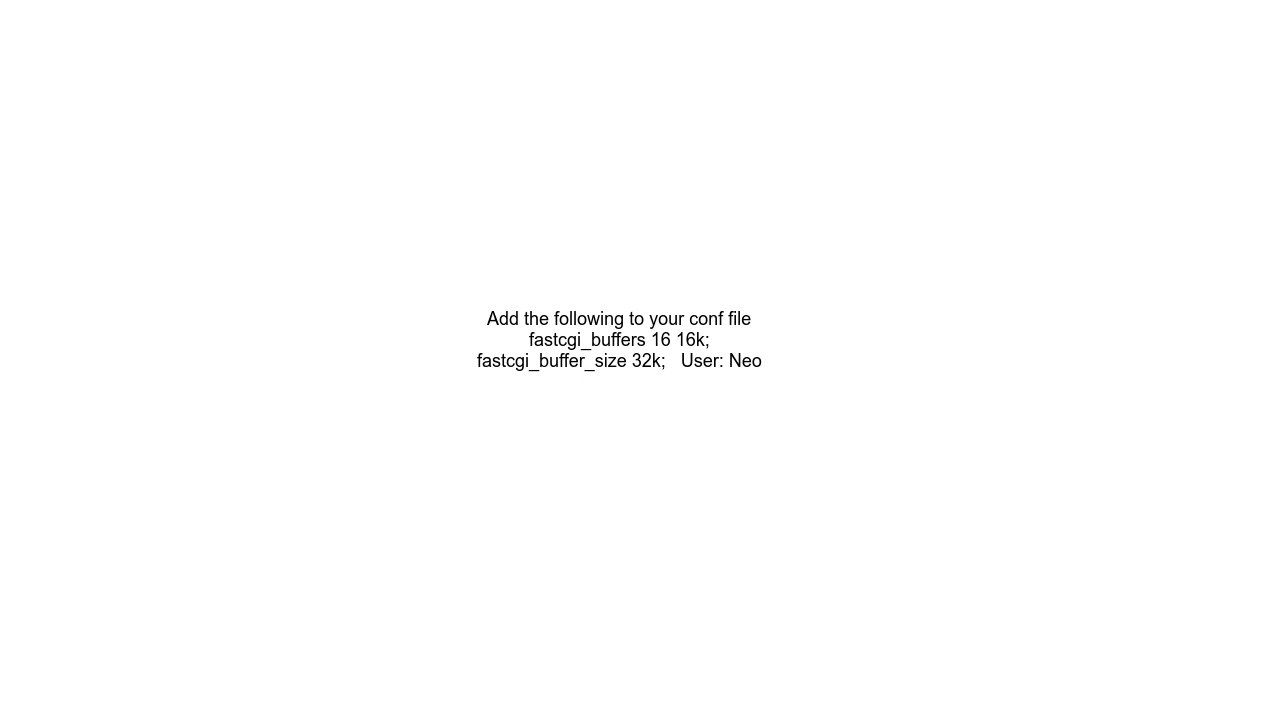 Add the following to your conf file
fastcgi_buffers 16 16k;
fastcgi_buffer_size 32k;   User: Neo